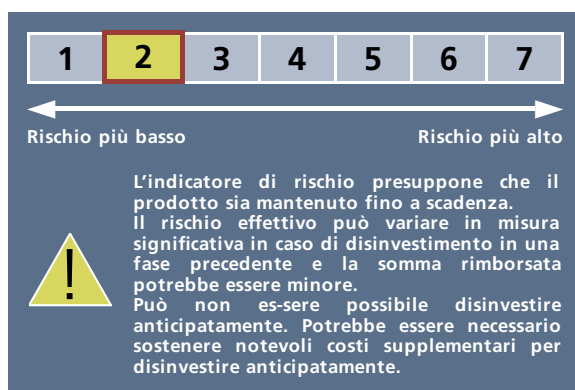 1 2 3 4 5 6 7
Rischio più basso Rischio più alto
L'indicatore di rischio presuppone che il
prodotto sia mantenuto fino a scadenza.
Il rischio effettivo può variare in misura
significativa in caso di disinvestimento in una
fase precedente e la somma rimborsata
potrebbe essere minore.
Può non es-sere possibile disinvestire
anticipatamente. Potrebbe essere necessario
sostenere notevoli costi supplementari per
disinvestire anticipatamente.
!